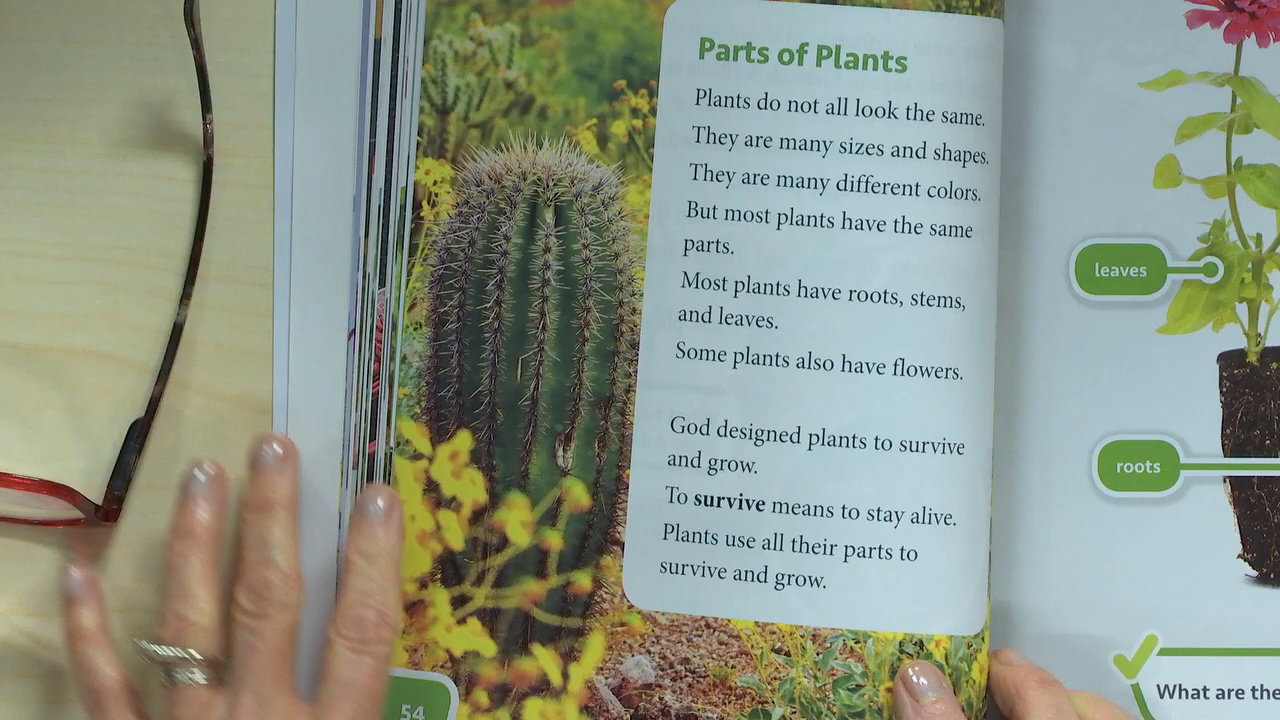 Parts of Plants
Plants do not all look the same.
They are many sizes and shapes.
They are many different colors.
But most plants have the same
parts.
Most plants have roots, stems,
and leaves.
Some plants also have flowers.
God designed plants to survive
and grow.
To survive means to stay alive.
Plants use all their parts to
survive and grow.
54
leaves
roots
What are the